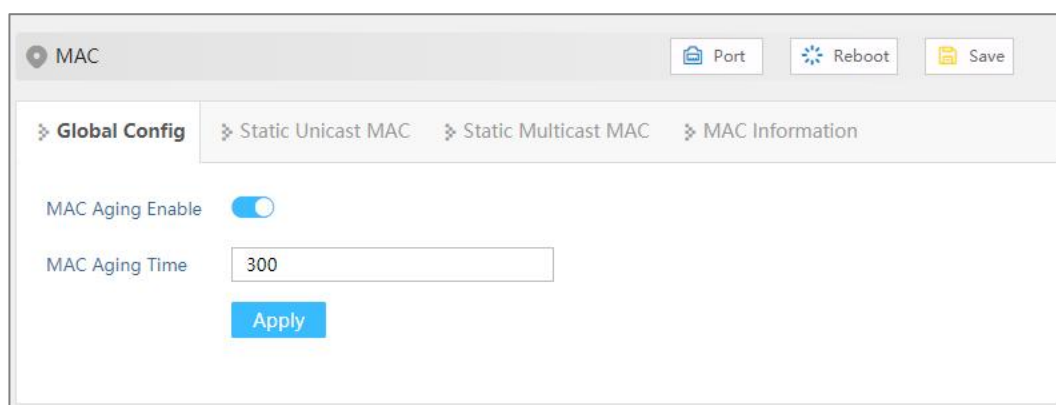 MAC Port Reboot Save
Global Config Static Unicast MAC Static Multicast MAC MAC Information
MAC Aging Enable
MAC Aging Time 300
Apply